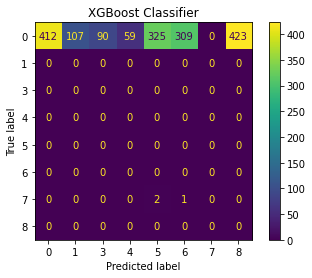 XGBoost Classifier
0 412 107 90 59 325 309 0 423
1 0 0 0 0 0 0 0 0
3 0 0 0 0 0 0 0 0
4 0 0 0 0 0 0 0 0
5 0 0 0 0 0 0 0 0
6 0 0 0 0 0 0 0 0
7 0 0 0 0 2 1 0 0
8 0 0 0 0 0 0 0 0
0 1 3 4 5 6 7 8
True label
Predicted label
400
350
300
250
200
150
100
50
0